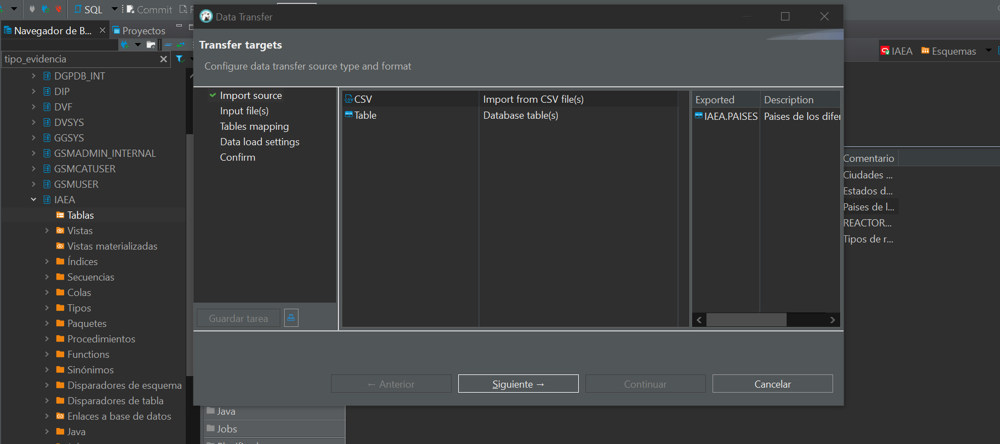 SQL
Commit
Data Transfer
Navegador de B...
Proyectos
tipo_evidencia
DGPDB_INT
DIP
DVF
DVSYS
GGSYS
GSMADMIN_INTERNAL
GSMCATUSER
GSMUSER
IAEA
Tablas
Vistas
Vistas materializadas
Índices
Secuencias
Colas
Tipos
Paquetes
Procedimientos
Functions
Sinónimos
Disparadores de esquema
Disparadores de tabla
Enlaces a base de datos
Java
Transfer targets
Configure data transfer source type and format
Import source
Input file(s)
Tables mapping
Data load settings
Confirm
Guardar tarea
CSV Import from CSV file(s)
Table Database table(s)
Exported Description
IAEA.PAISES Paises de los difer
← Anterior
Siguiente →
Continuar
Cancelar
Java
Jobs
IAEA
Esquemas
Comentario
Ciudades ...
Estados d...
Paises de l...
REACTOR...
Tipos de r...